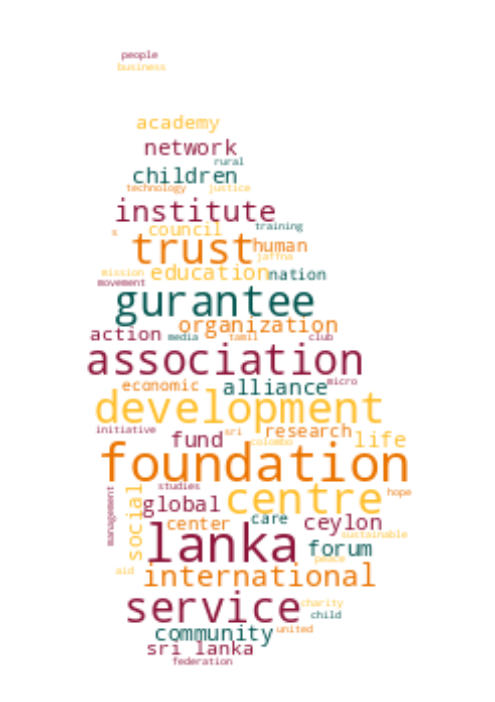 people
business
academy
network
rural
children
technology justice
institute
s council training
trust human
jaffna
mission education nation
movement
gurantee
organization
action media tamil club
association
economic alliance micro
development
initiative fund sri research life
colombo
foundation
management social studies
global centre hope
center care ceylon
sustainable
lanka forum
peace
aid international
service charity
child
community united
sri lanka
federation